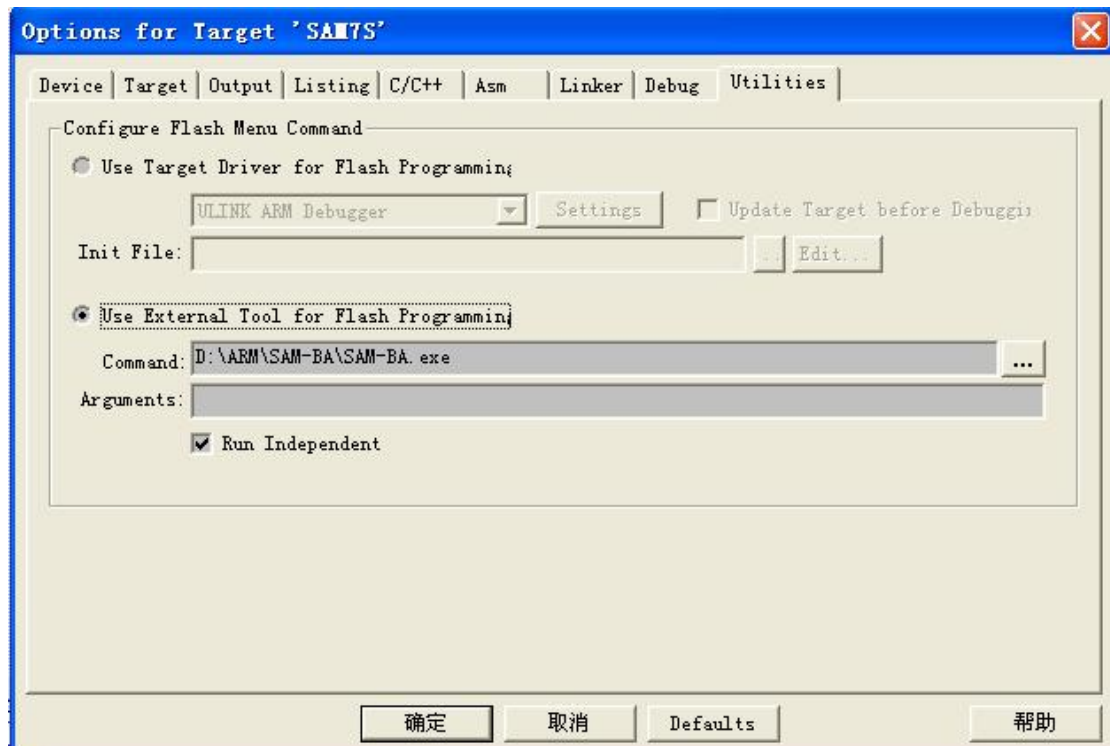 Options for Target 'SAM7S'
Device Target Output Listing C/C++ Asm Linker Debug Utilities
Configure Flash Menu Command
Use Target Driver for Flash Programming
ULINK ARM Debugger Settings Update Target before Debuggi
Init File: .. Edit...
Use External Tool for Flash Programming
Command: D:\ARM\SAM-BA\SAM-BA.exe ...
Arguments:
Run Independent
确定 取消 Defaults 帮助